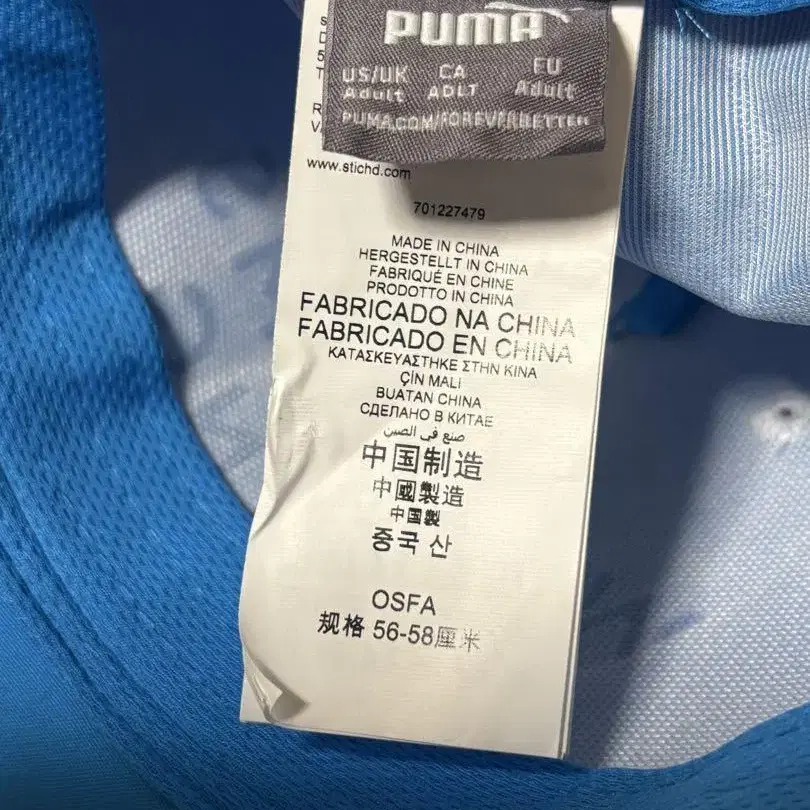 PUMA
US/UK CA EU
Adult ADLT Adult
PUMA.COM/FOREVERBETTER
www.stichd.com
701227479
MADE IN CHINA
HERGESTELLT IN CHINA
FABRIQUÉ EN CHINE
PRODOTTO IN CHINA
FABRICADO NA CHINA
FABRICADO EN CHINA
ΚΑΤΑΣΚΕΥΑΣΤΗΚΕ ΣΤΗΝ ΚΙΝΑ
ÇİN MALI
BUATAN CHINA
СДЕЛАНО В КИТАЕ
صنع في الصين
中国制造
中國製造
中国製
중국 산
OSFA
规格 56-58厘米